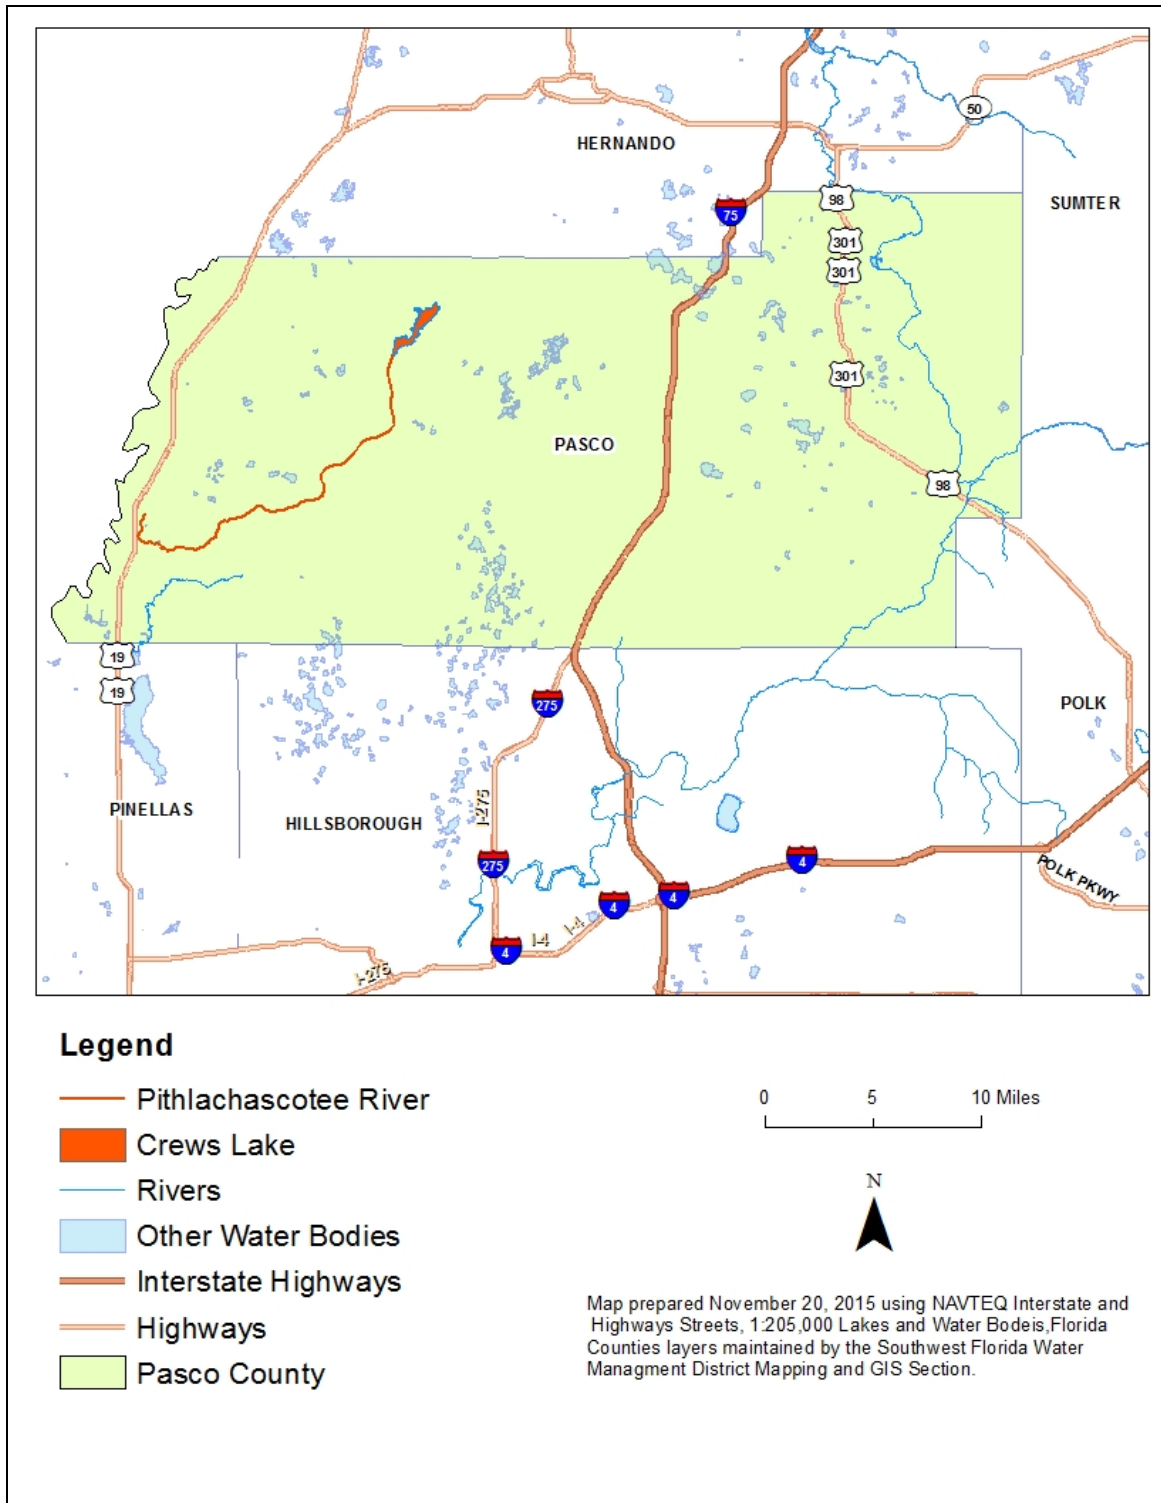 HERNANDO
50
SUMTER
98
75
301
301
301
PASCO
98
19
19
275
POLK
I-275
PINELLAS
HILLSBOROUGH
275
4
POLK PKWY
4
4
I-4
I-4
4
I-275
Legend
Pithlachascotee River
Crews Lake
Rivers
Other Water Bodies
Interstate Highways
Highways
Pasco County
0 5 10 Miles
N
Map prepared November 20, 2015 using NAVTEQ Interstate and
Highways Streets, 1:205,000 Lakes and Water Bodeis,Florida
Counties layers maintained by the Southwest Florida Water
Managment District Mapping and GIS Section.